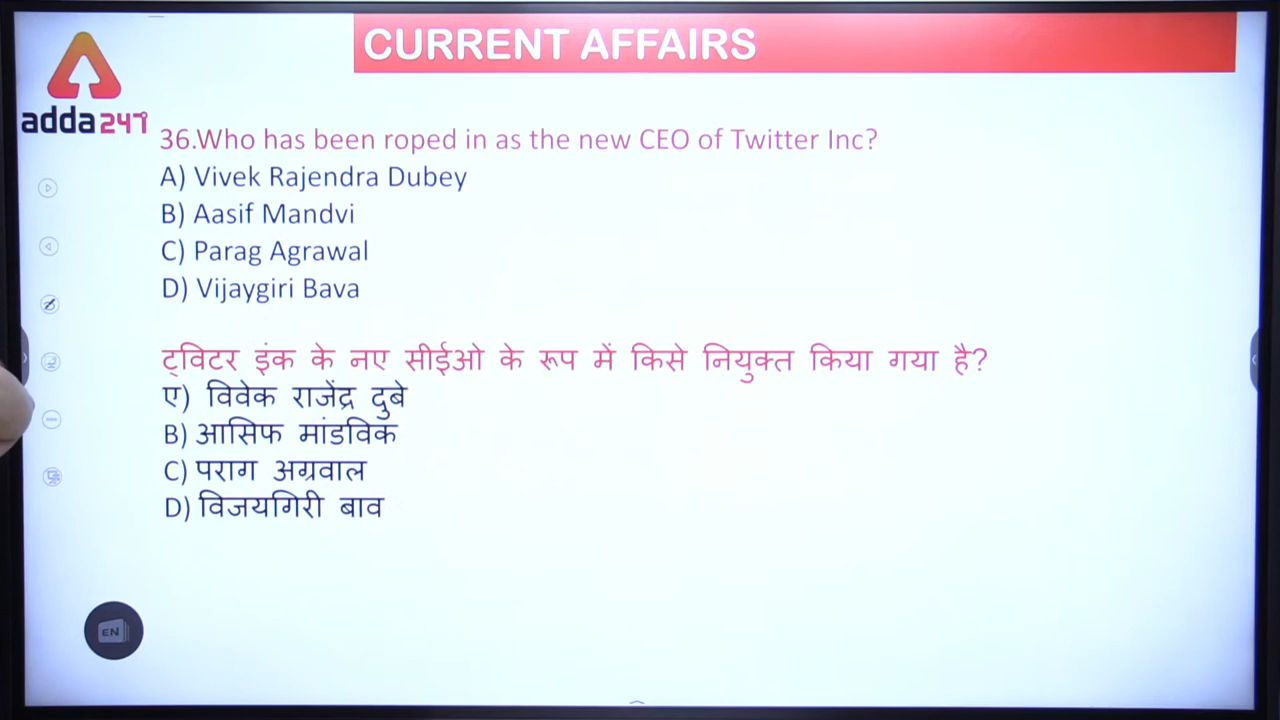 CURRENT AFFAIRS
adda247
36.Who has been roped in as the new CEO of Twitter Inc?
A) Vivek Rajendra Dubey
B) Aasif Mandvi
C) Parag Agrawal
D) Vijaygiri Bava
ट्विटर इंक के नए सीईओ के रूप में किसे नियुक्त किया गया है?
ए) विवेक राजेंद्र दुबे
B) आसिफ मांडविक
C) पराग अग्रवाल
D) विजयगिरी बाव
EN